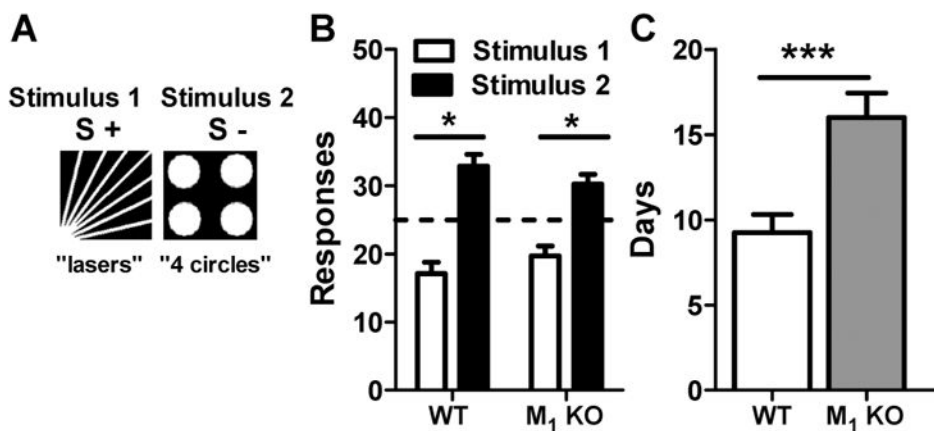 A
Stimulus 1 Stimulus 2
S + S -
"lasers" "4 circles"
B
Stimulus 1
Stimulus 2
Responses
50
40
30
20
10
0
* *
WT M₁ KO
C
Days
20
15
10
5
0
***
WT M₁ KO